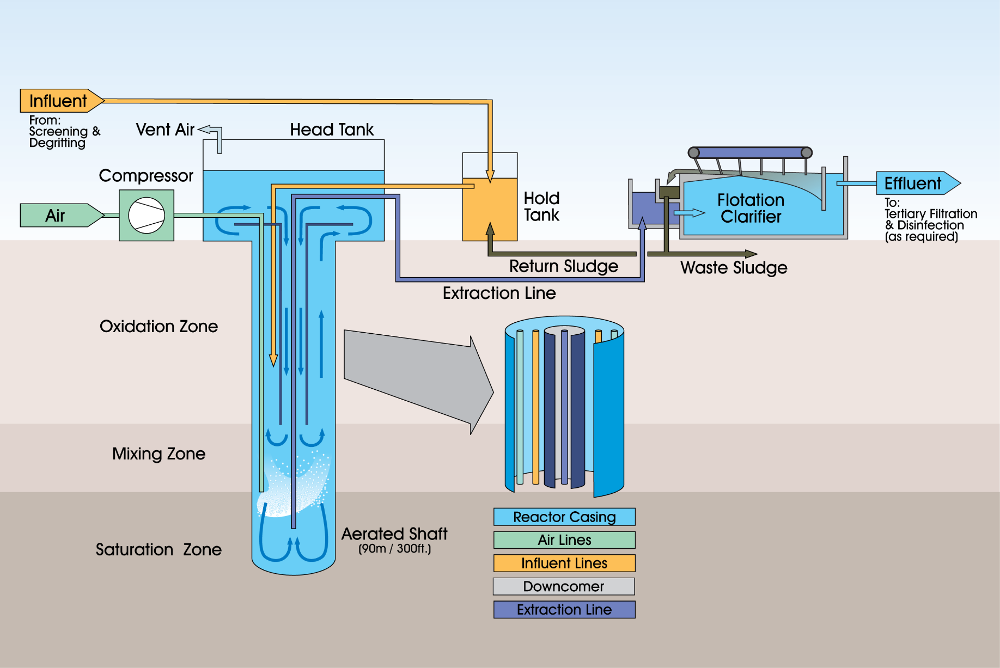 Influent
From:
Screening &
Degritting
Vent Air
Head Tank
Compressor
Air
Hold
Tank
Flotation
Clarifier
Effluent
To:
Tertiary Filtration
& Disinfection
(as required)
Return Sludge
Waste Sludge
Extraction Line
Oxidation Zone
Mixing Zone
Saturation Zone
Aerated Shaft
(90m / 300ft.)
Reactor Casing
Air Lines
Influent Lines
Downcomer
Extraction Line